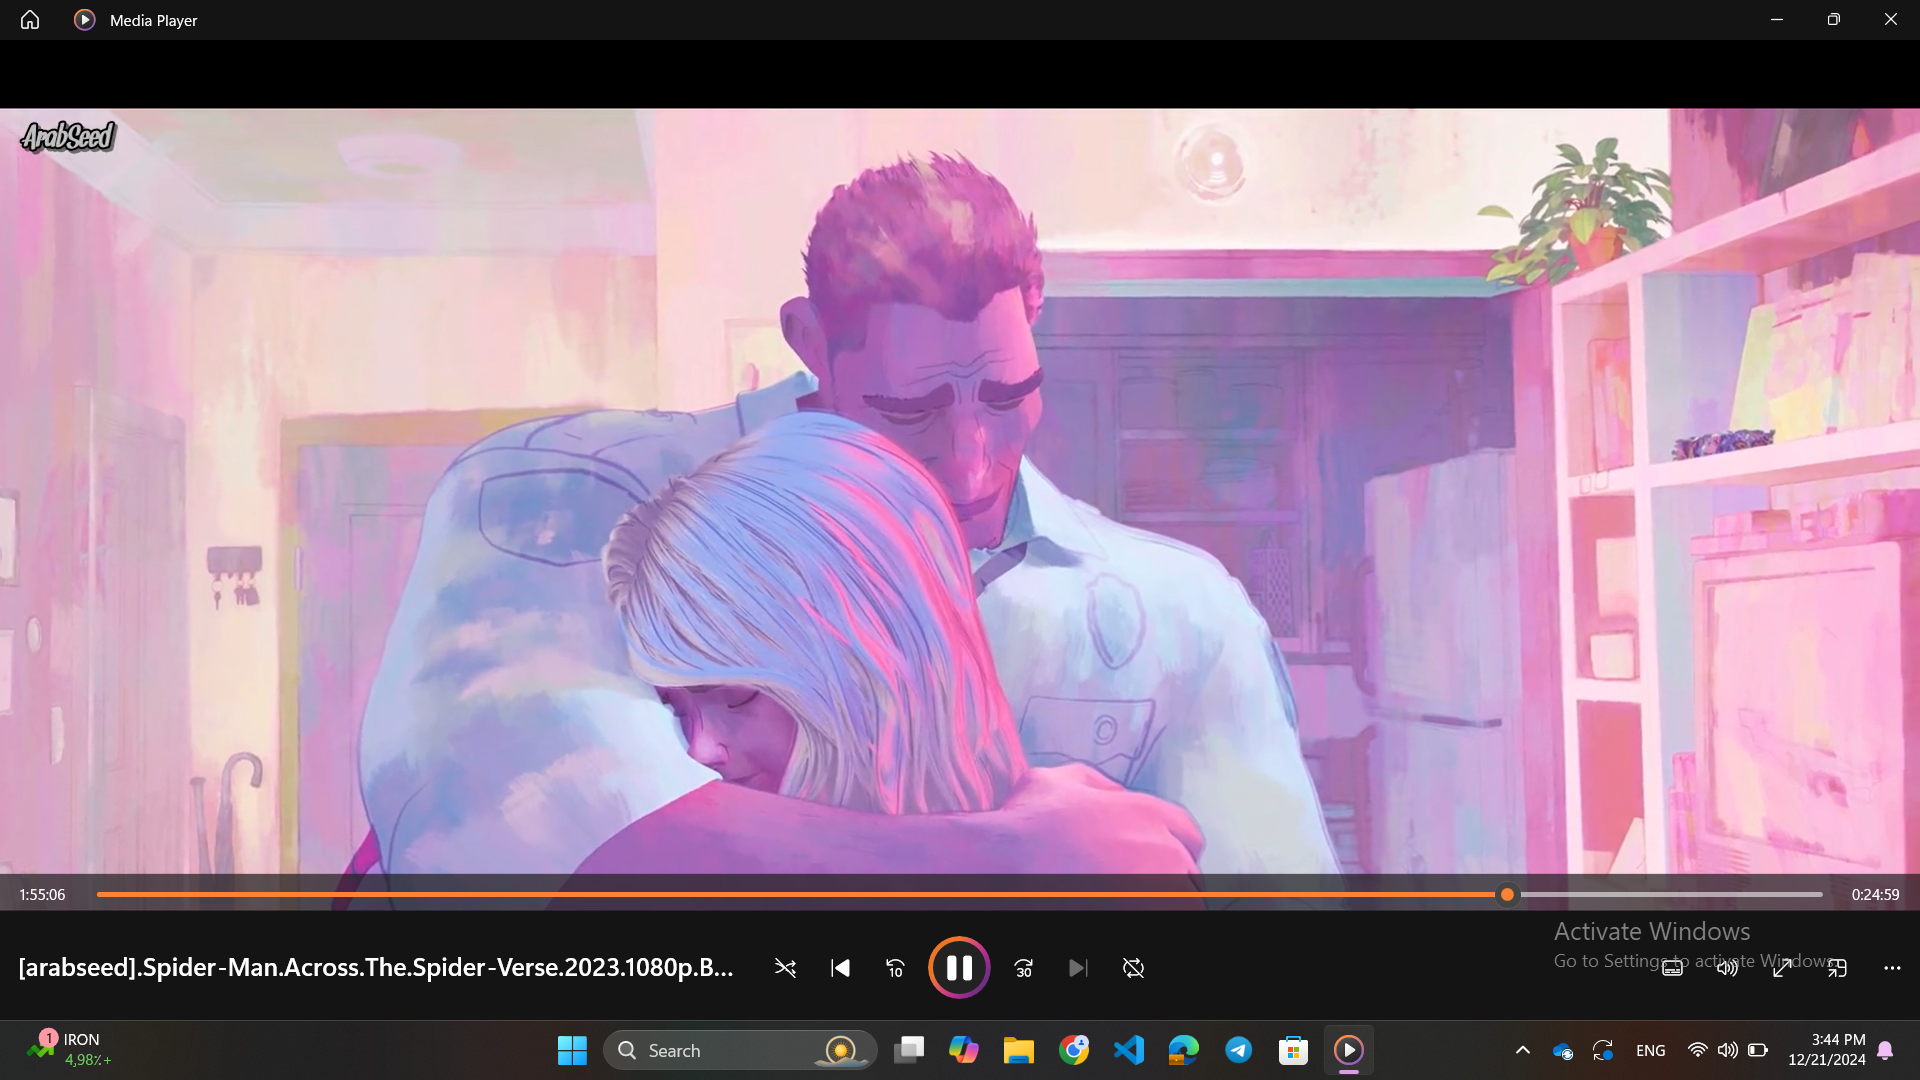 Media Player
ArabSeed
1:55:06
0:24:59
[arabseed].Spider-Man.Across.The.Spider-Verse.2023.1080p.B...
10
30
Activate Windows
Go to Settings to activate Windows.
1
IRON
4,98٪+
Search
ENG
3:44 PM
12/21/2024